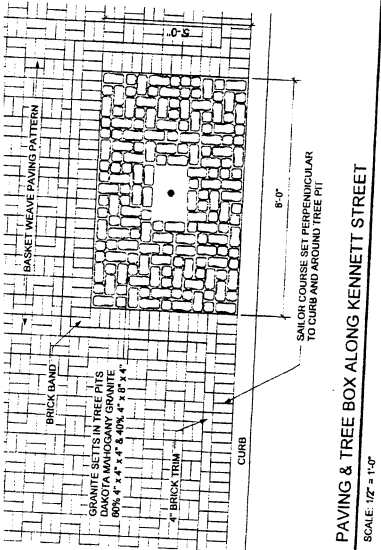 5'-0"
BASKET WEAVE PAVING PATTERN
BRICK BAND
GRANITE SETTS IN TREE PITS
DAKOTA MAHOGANY GRANITE
60% 4" x 4" x 4" & 40% 4" x 8" x 4"
4" BRICK TRIM
CURB
8'-0"
SAILOR COURSE SET PERPENDICULAR
TO CURB AND AROUND TREE PIT
PAVING & TREE BOX ALONG KENNETT STREET
SCALE: 1/2" = 1'-0"